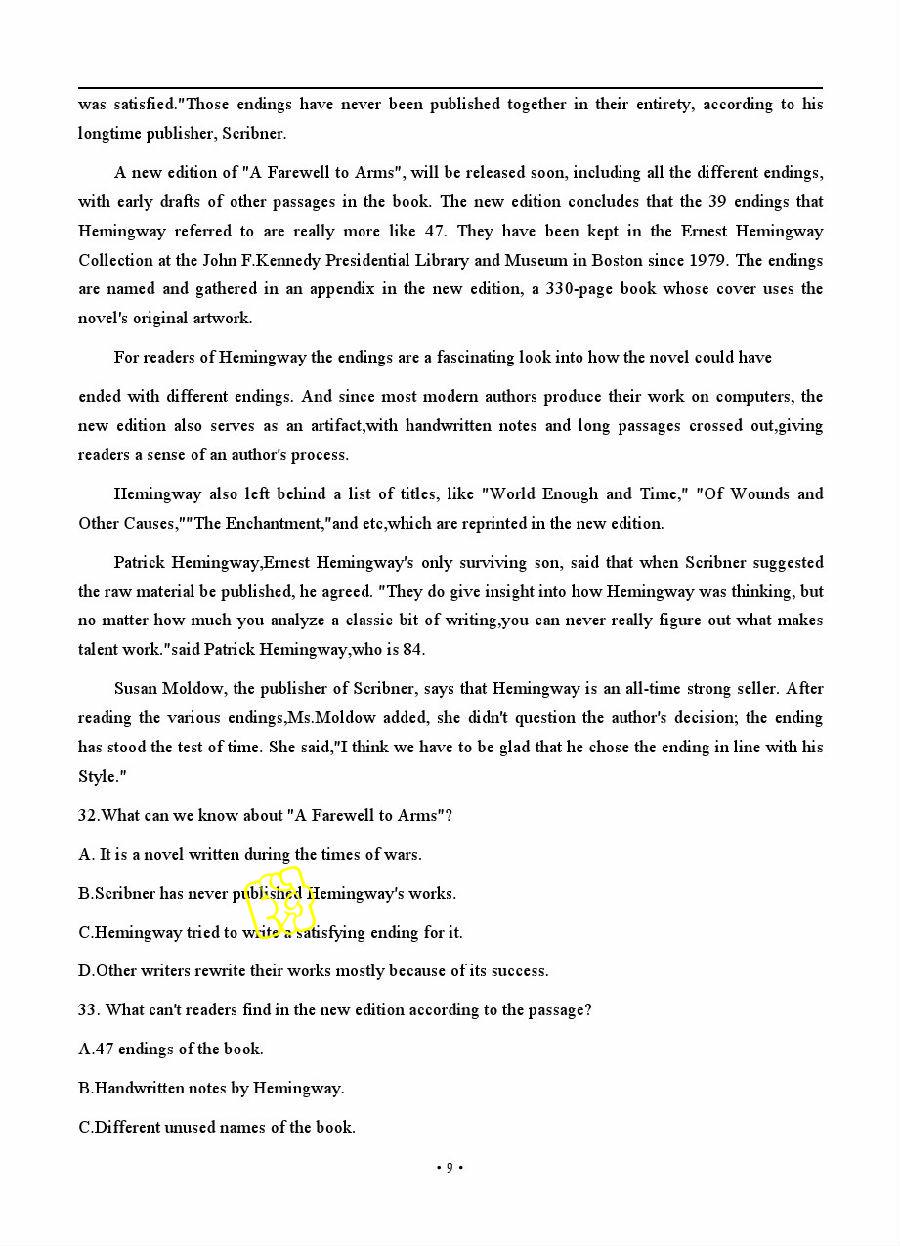 was satisfied."Those endings have never been published together in their entirety, according to his
longtime publisher, Scribner.
A new edition of "A Farewell to Arms", will be released soon, including all the different endings,
with early drafts of other passages in the book. The new edition concludes that the 39 endings that
Hemingway referred to are really more like 47. They have been kept in the Ernest Hemingway
Collection at the John F.Kennedy Presidential Library and Museum in Boston since 1979. The endings
are named and gathered in an appendix in the new edition, a 330-page book whose cover uses the
novel's original artwork.
For readers of Hemingway the endings are a fascinating look into how the novel could have
ended with different endings. And since most modern authors produce their work on computers, the
new edition also serves as an artifact,with handwritten notes and long passages crossed out,giving
readers a sense of an author's process.
Hemingway also left behind a list of titles, like "World Enough and Time," "Of Wounds and
Other Causes,""The Enchantment,"and etc,which are reprinted in the new edition.
Patrick Hemingway,Ernest Hemingway's only surviving son, said that when Scribner suggested
the raw material be published, he agreed. "They do give insight into how Hemingway was thinking, but
no matter how much you analyze a classic bit of writing,you can never really figure out what makes
talent work."said Patrick Hemingway,who is 84.
Susan Moldow, the publisher of Scribner, says that Hemingway is an all-time strong seller. After
reading the various endings,Ms.Moldow added, she didn't question the author's decision; the ending
has stood the test of time. She said,"I think we have to be glad that he chose the ending in line with his
Style."
32.What can we know about "A Farewell to Arms"?
A. It is a novel written during the times of wars.
B.Scribner has never published Hemingway's works.
C.Hemingway tried to write a satisfying ending for it.
D.Other writers rewrite their works mostly because of its success.
33. What can't readers find in the new edition according to the passage?
A.47 endings of the book.
B.Handwritten notes by Hemingway.
C.Different unused names of the book.
• 9 •